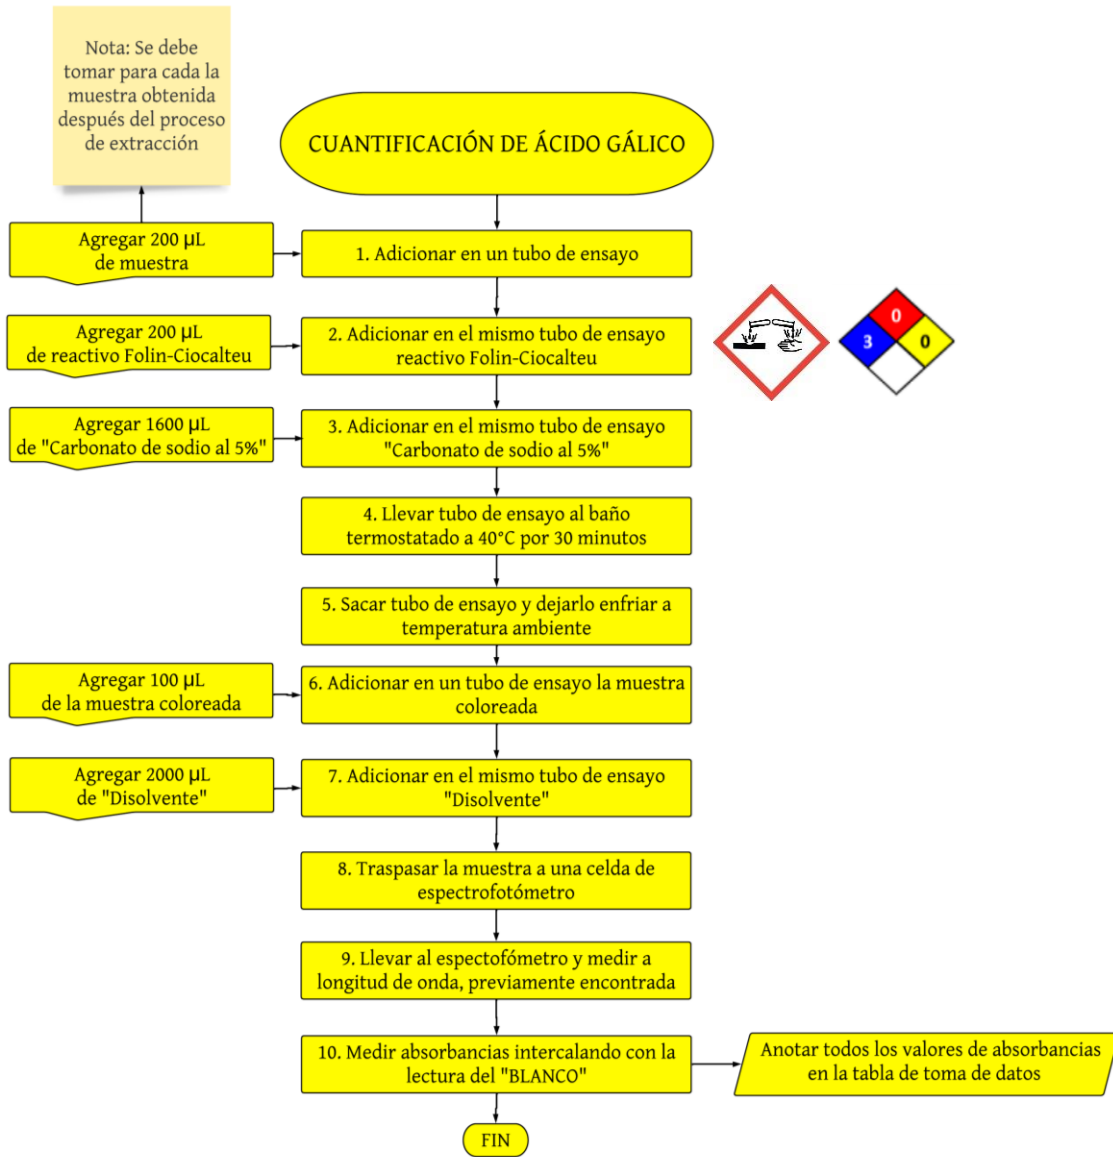 Nota: Se debe
tomar para cada la
muestra obtenida
después del proceso
de extracción
CUANTIFICACIÓN DE ÁCIDO GÁLICO
Agregar 200 µL
de muestra
1. Adicionar en un tubo de ensayo
Agregar 200 µL
de reactivo Folin-Ciocalteu
2. Adicionar en el mismo tubo de ensayo
reactivo Folin-Ciocalteu
0
3
0
Agregar 1600 µL
de "Carbonato de sodio al 5%"
3. Adicionar en el mismo tubo de ensayo
"Carbonato de sodio al 5%"
4. Llevar tubo de ensayo al baño
termostatado a 40°C por 30 minutos
5. Sacar tubo de ensayo y dejarlo enfriar a
temperatura ambiente
Agregar 100 µL
de la muestra coloreada
6. Adicionar en un tubo de ensayo la muestra
coloreada
Agregar 2000 µL
de "Disolvente"
7. Adicionar en el mismo tubo de ensayo
"Disolvente"
8. Traspasar la muestra a una celda de
espectrofotómetro
9. Llevar al espectofómetro y medir a
longitud de onda, previamente encontrada
10. Medir absorbancias intercalando con la
lectura del "BLANCO"
Anotar todos los valores de absorbancias
en la tabla de toma de datos
FIN